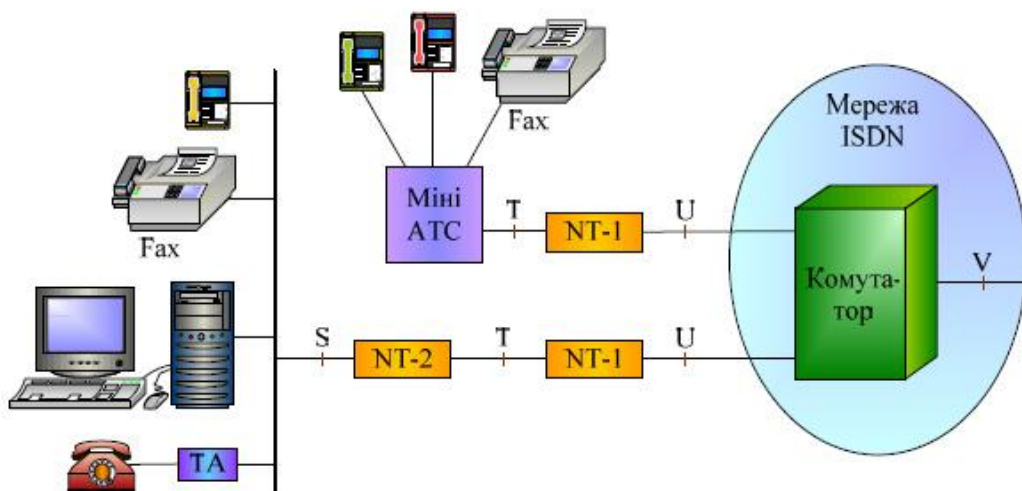 Fax
Мережа
ISDN
Fax
Міні
АТС
T
NT-1
U
Комута-
тор
V
S
NT-2
T
NT-1
U
TA